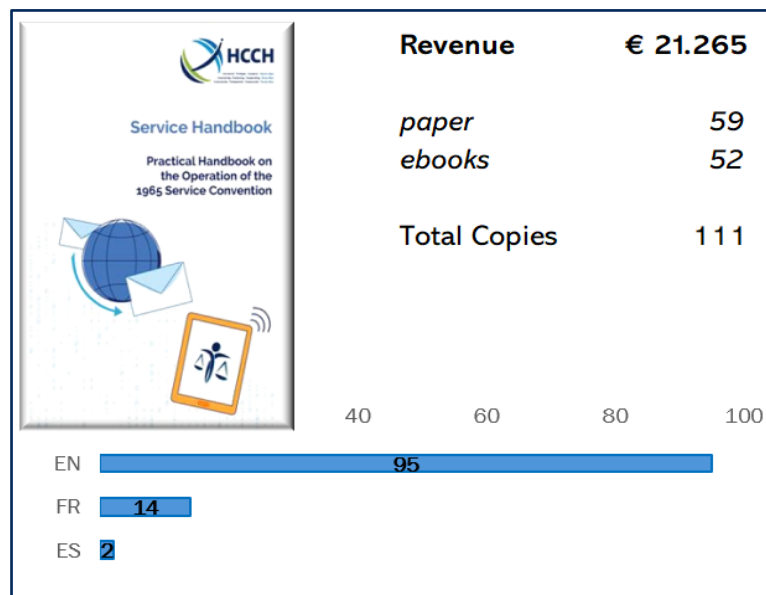 HCCH
Service Handbook
Practical Handbook on
the Operation of the
1965 Service Convention
Revenue € 21.265
paper 59
ebooks 52
Total Copies 111
40 60 80 100
EN 95
FR 14
ES 2